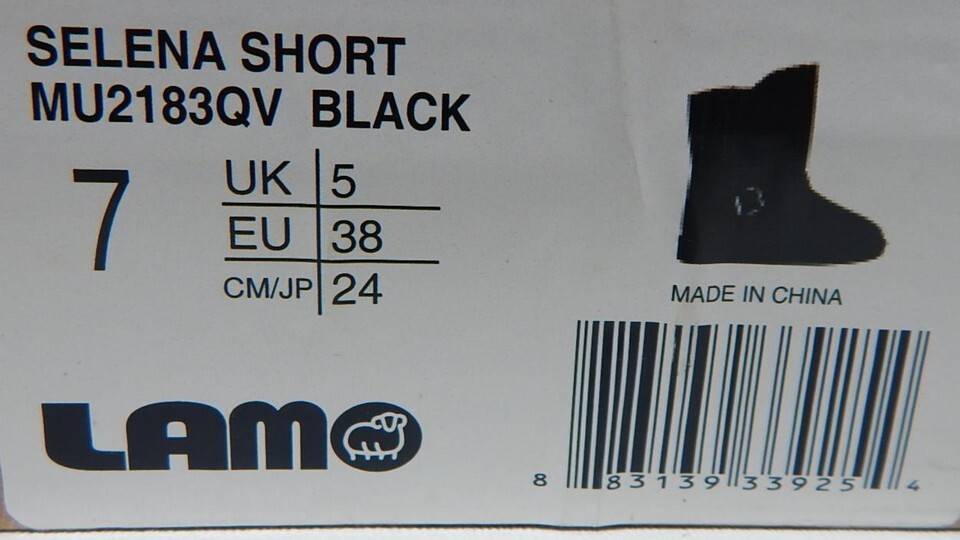 SELENA SHORT
MU2183QV BLACK
7
UK 5
EU 38
CM/JP 24
MADE IN CHINA
LAMO
8 83139 33925 4